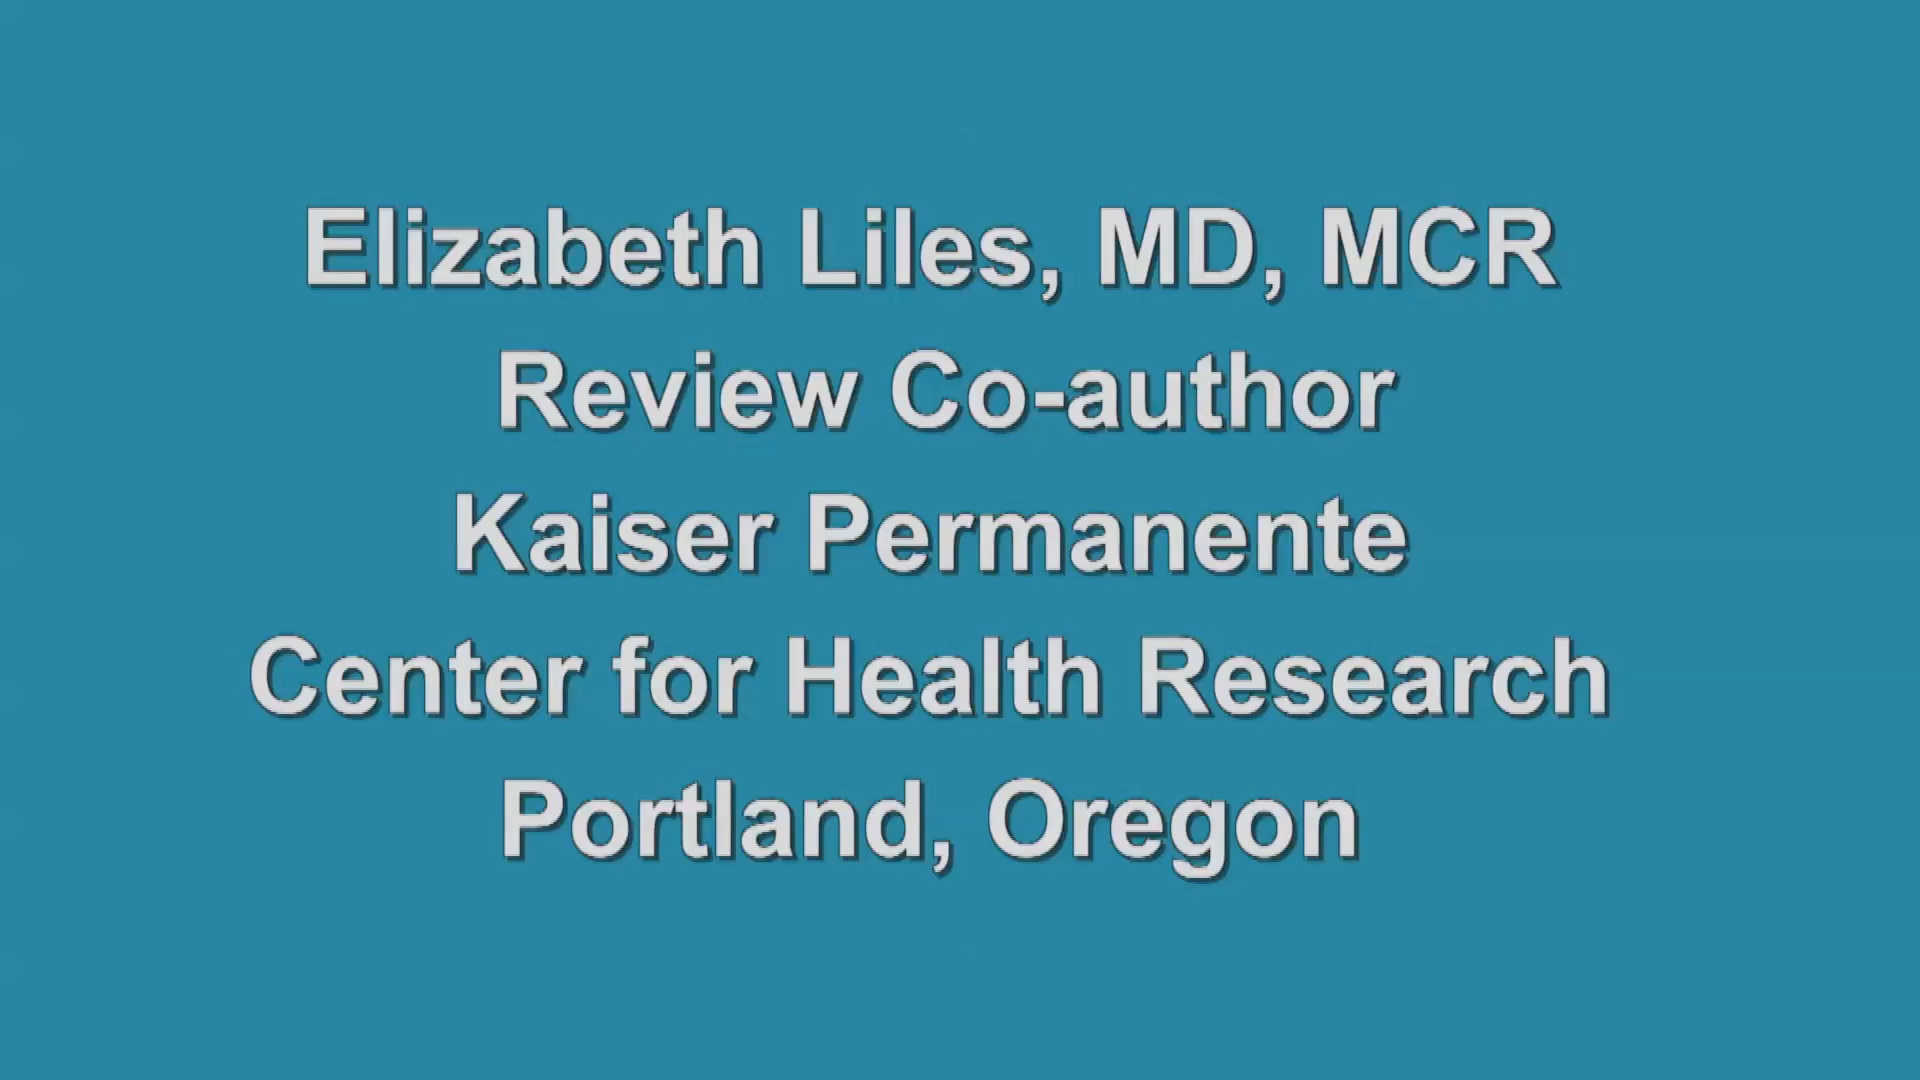 Elizabeth Liles, MD, MCR
Review Co-author
Kaiser Permanente
Center for Health Research
Portland, Oregon